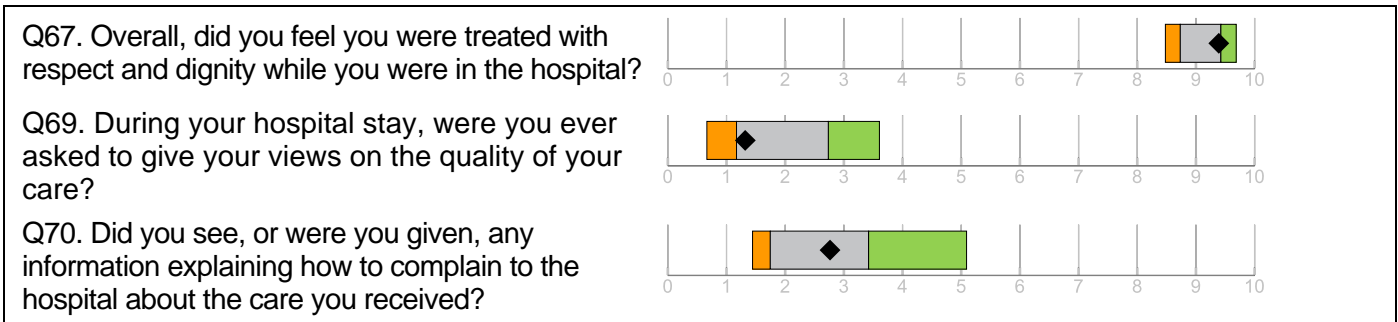 Q67. Overall, did you feel you were treated with
respect and dignity while you were in the hospital?
0 1 2 3 4 5 6 7 8 9 10
Q69. During your hospital stay, were you ever
asked to give your views on the quality of your
care?
0 1 2 3 4 5 6 7 8 9 10
Q70. Did you see, or were you given, any
information explaining how to complain to the
hospital about the care you received?
0 1 2 3 4 5 6 7 8 9 10